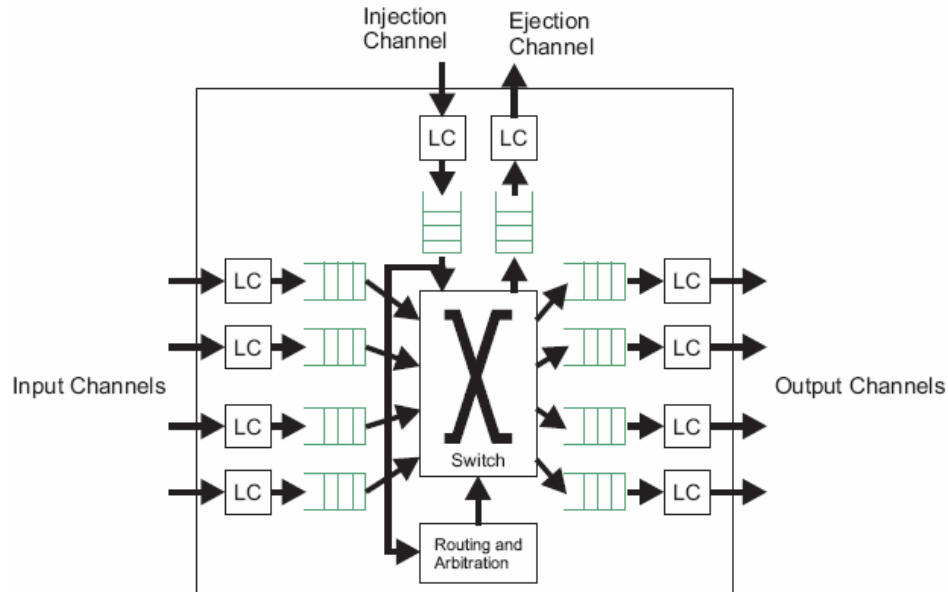 Injection
Channel
Ejection
Channel
LC
LC
LC
LC
LC
LC
Input Channels
Output Channels
LC
LC
LC
LC
Switch
Routing and
Arbitration